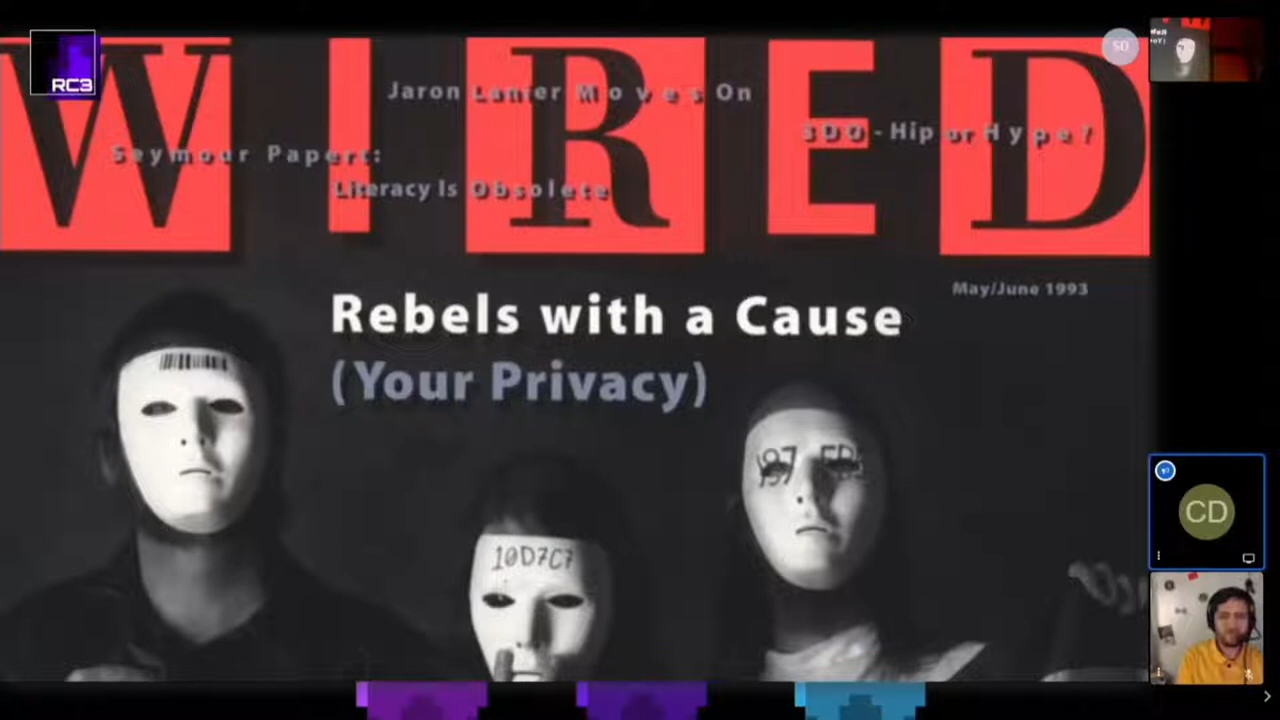 RC3
WIRED
SD
Jaron Lanier Moves On
3DO - Hip or Hype?
Seymour Papert:
Literacy Is Obsolete
May/June 1993
Rebels with a Cause
(Your Privacy)
10D7C7
CD